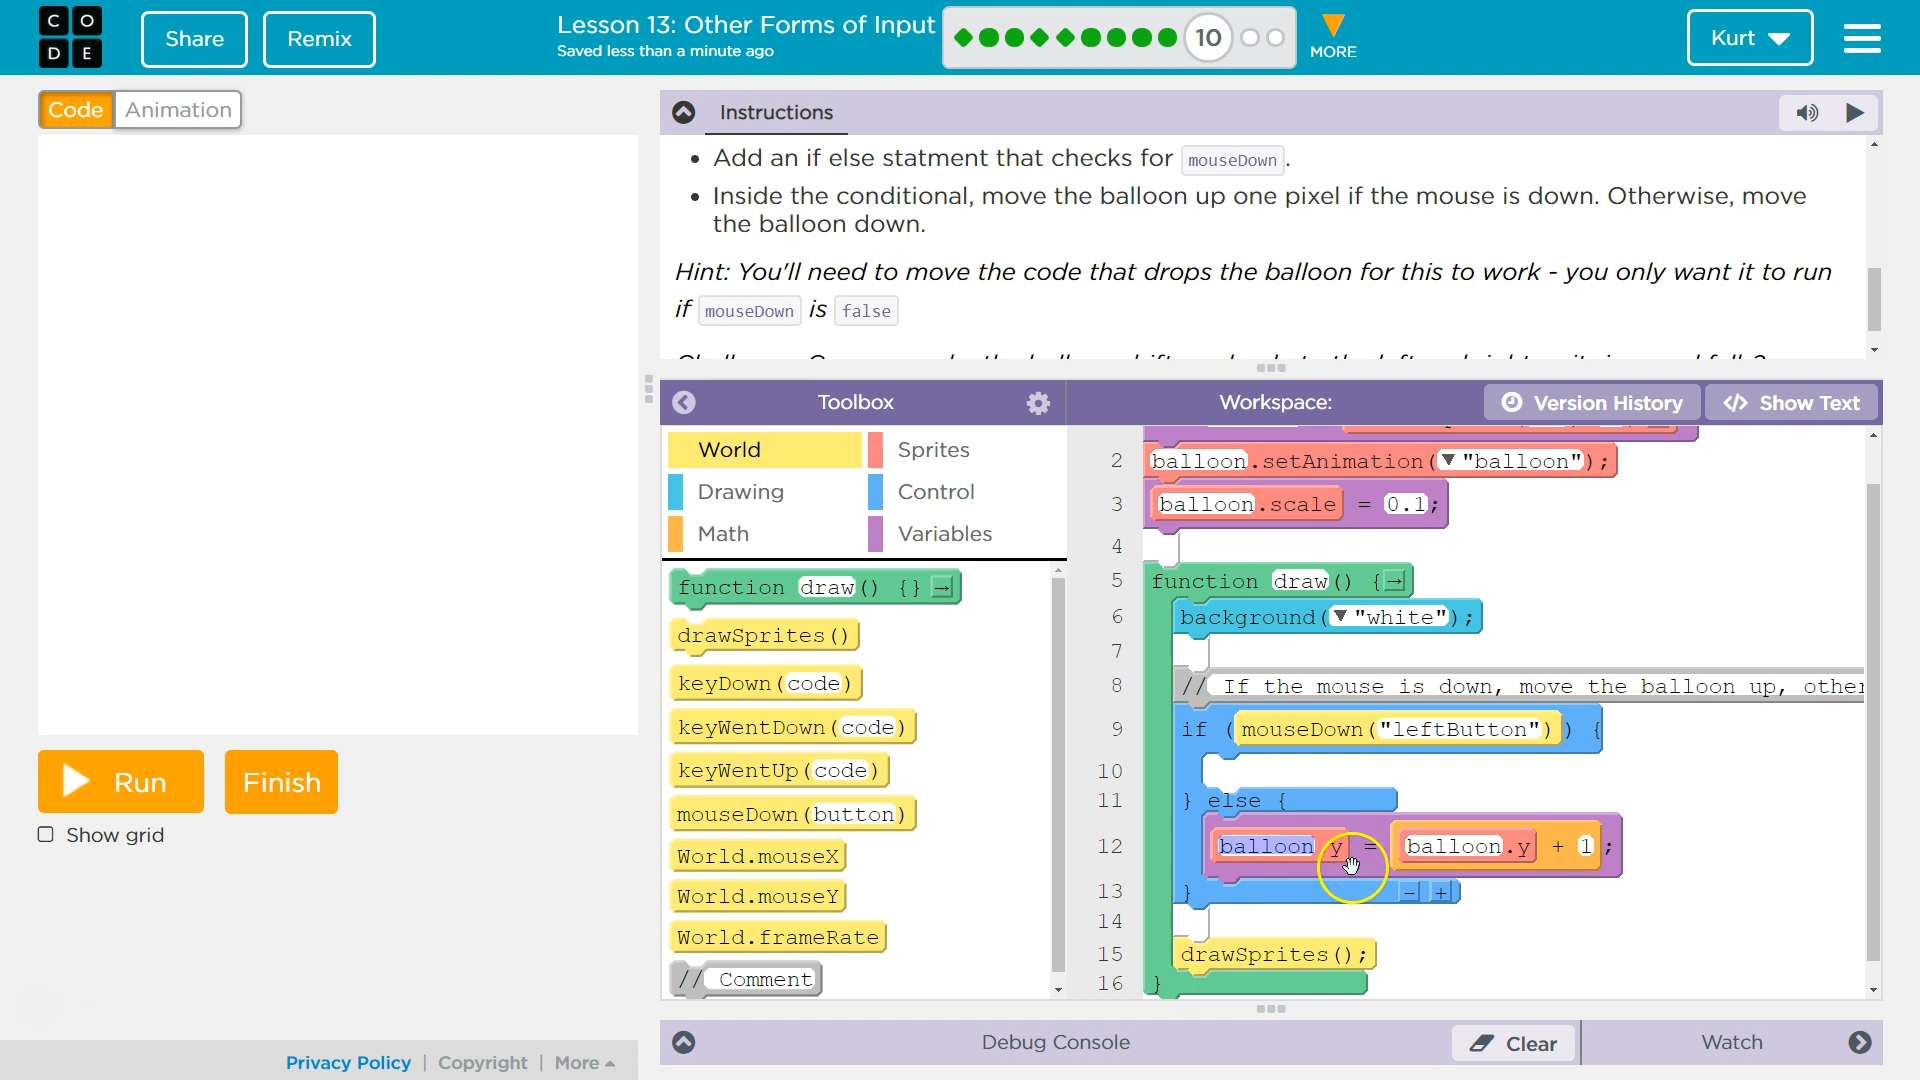 CODE
Share
Remix
Lesson 13: Other Forms of Input
Saved less than a minute ago
10
MORE
Kurt
Code
Animation
Instructions
Add an if else statment that checks for mouseDown.
Inside the conditional, move the balloon up one pixel if the mouse is down. Otherwise, move
the balloon down.
Hint: You'll need to move the code that drops the balloon for this to work - you only want it to run
if mouseDown is false
Toolbox
Workspace:
Version History
</> Show Text
World
Sprites
Drawing
Control
Math
Variables
function draw() {} →
drawSprites()
keyDown(code)
keyWentDown(code)
keyWentUp(code)
mouseDown(button)
World.mouseX
World.mouseY
World.frameRate
// Comment
2 balloon.setAnimation(▼ "balloon");
3 balloon.scale = 0.1;
4
5 function draw() {→
6 background(▼ "white");
7
8 // If the mouse is down, move the balloon up, other
9 if (mouseDown("leftButton")) {
10
11 } else {
12 balloon.y = balloon.y + 1;
13 } - +
14
15 drawSprites();
16 }
Run
Finish
Show grid
Debug Console
Clear
Watch
Privacy Policy | Copyright | More